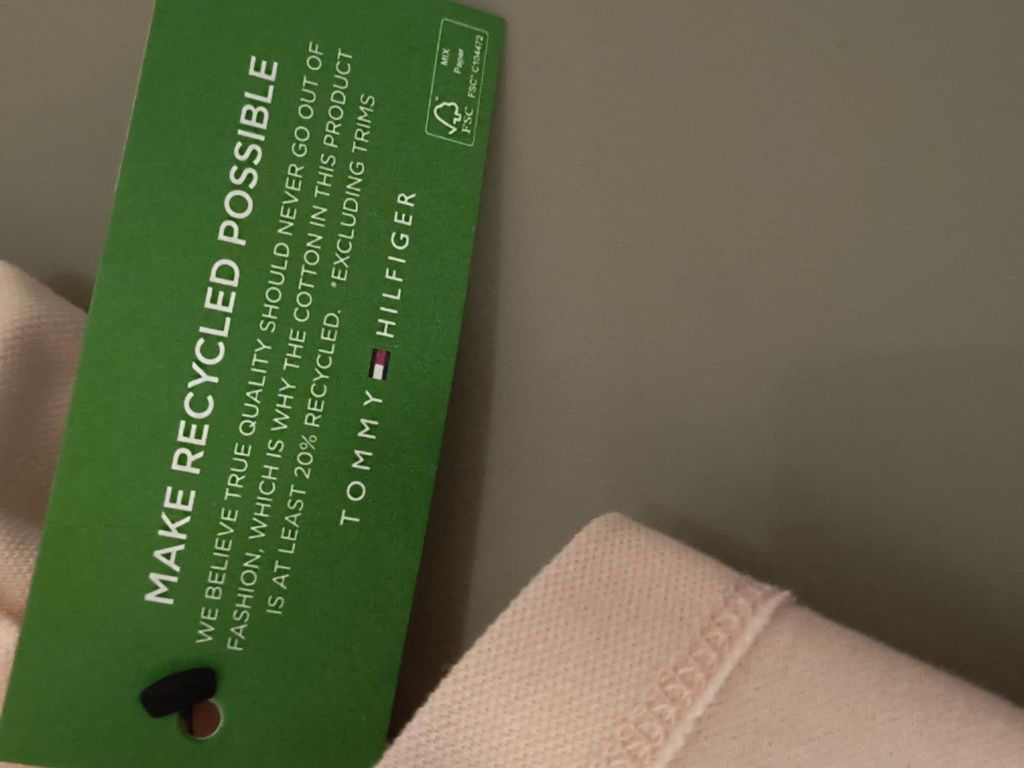 MAKE RECYCLED POSSIBLE
WE BELIEVE TRUE QUALITY SHOULD NEVER GO OUT OF
FASHION, WHICH IS WHY THE COTTON IN THIS PRODUCT
IS AT LEAST 20% RECYCLED. *EXCLUDING TRIMS
TOMMY HILFIGER
FSC
MIX
Paper
FSC™ C104472